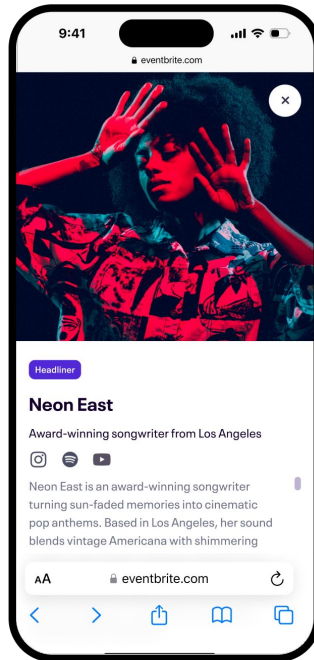 9:41
eventbrite.com
Headliner
Neon East
Award-winning songwriter from Los Angeles
Neon East is an award-winning songwriter
turning sun-faded memories into cinematic
pop anthems. Based in Los Angeles, her sound
blends vintage Americana with shimmering
AA eventbrite.com